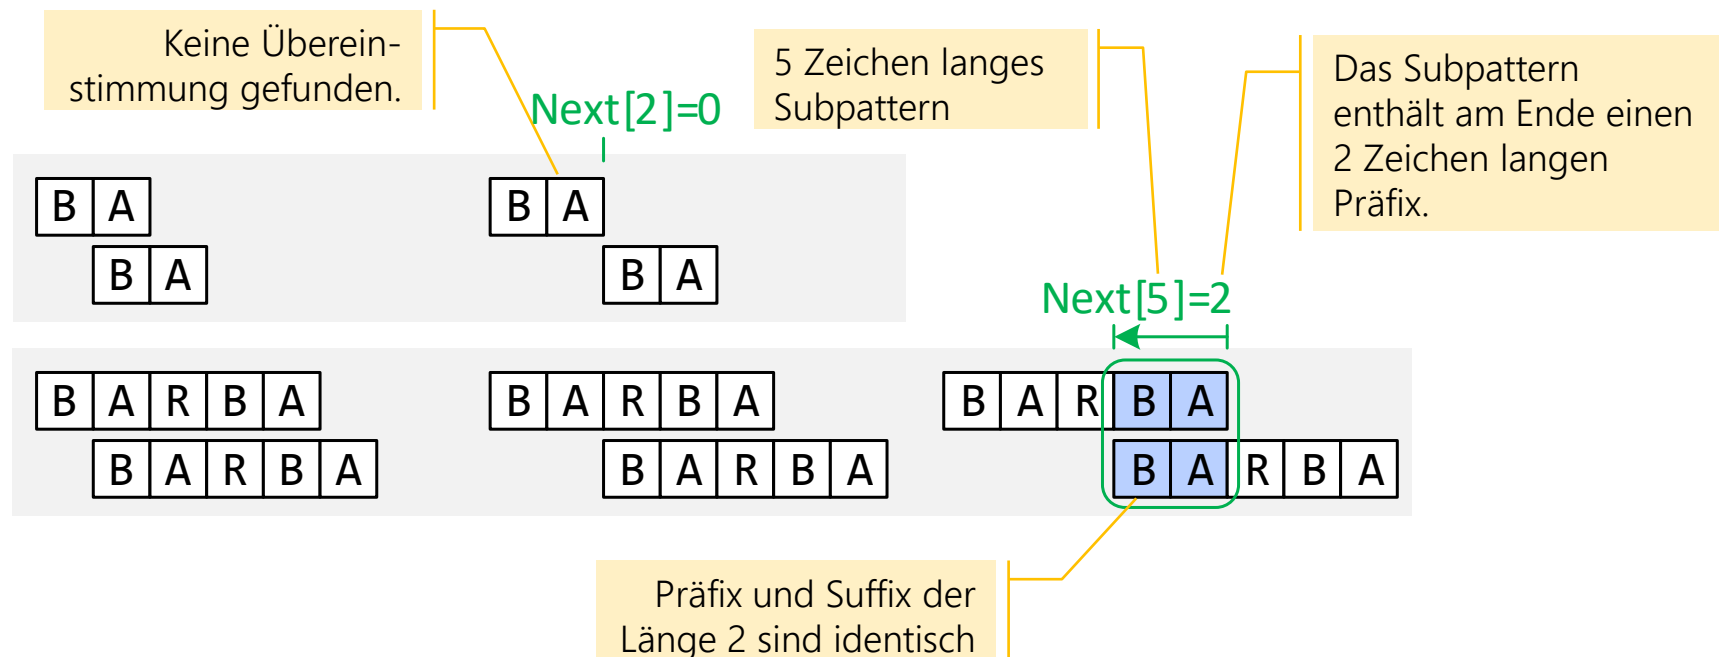 Keine Überein-
stimmung gefunden.
5 Zeichen langes
Subpattern
Das Subpattern
enthält am Ende einen
2 Zeichen langen
Präfix.
Next[2]=0
B A
B A
B A
B A
Next[5]=2
B A R B A
B A R B A
B A R B A
B A R B A
B A R B A
B A R B A
Präfix und Suffix der
Länge 2 sind identisch